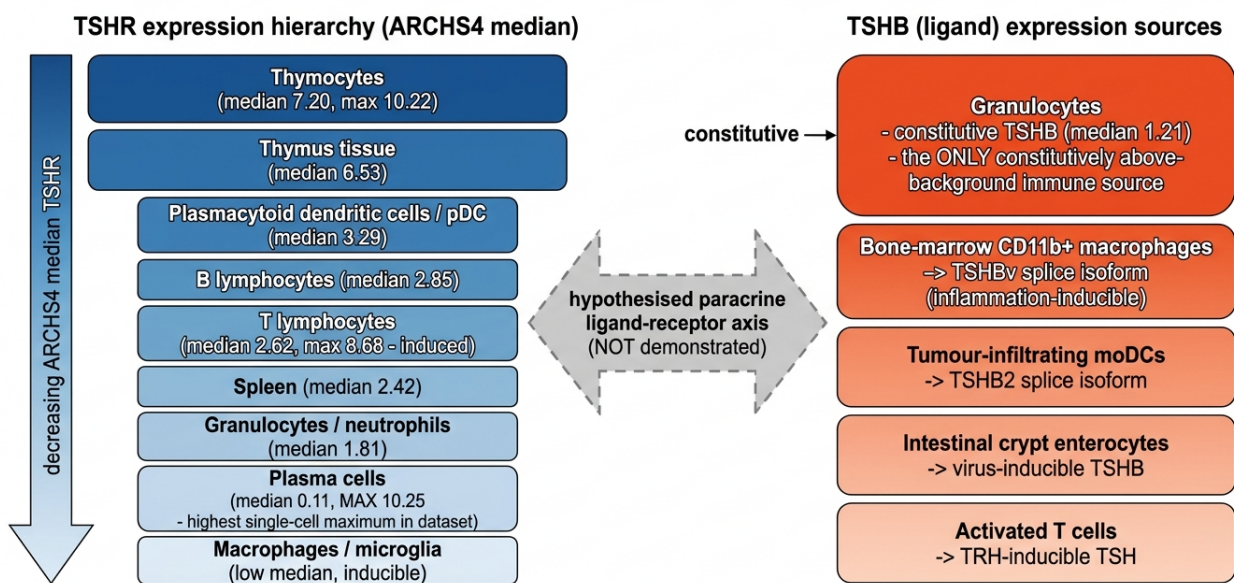 TSHR expression hierarchy (ARCHS4 median)
decreasing ARCHS4 median TSHR
Thymocytes
(median 7.20, max 10.22)
Thymus tissue
(median 6.53)
Plasmacytoid dendritic cells / pDC
(median 3.29)
B lymphocytes (median 2.85)
T lymphocytes
(median 2.62, max 8.68 - induced)
Spleen (median 2.42)
Granulocytes / neutrophils
(median 1.81)
Plasma cells
(median 0.11, MAX 10.25
- highest single-cell maximum in dataset)
Macrophages / microglia
(low median, inducible)
hypothesised paracrine
ligand-receptor axis
(NOT demonstrated)
TSHB (ligand) expression sources
constitutive
Granulocytes
- constitutive TSHB (median 1.21)
- the ONLY constitutively above-
background immune source
Bone-marrow CD11b+ macrophages
-> TSHBv splice isoform
(inflammation-inducible)
Tumour-infiltrating moDCs
-> TSHB2 splice isoform
Intestinal crypt enterocytes
-> virus-inducible TSHB
Activated T cells
-> TRH-inducible TSH